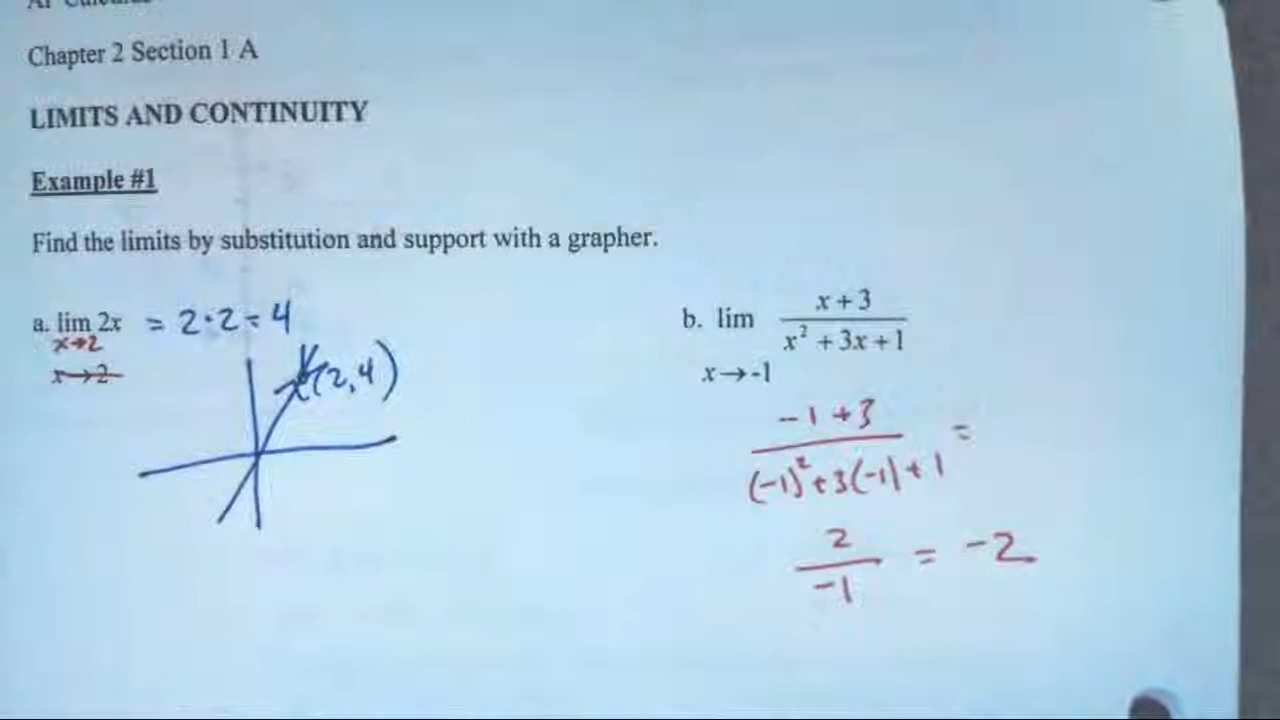 AP Calculus
Chapter 2 Section 1 A
LIMITS AND CONTINUITY
Example #1
Find the limits by substitution and support with a grapher.
a. lim 2x = 2·2 = 4
x→2
x→2
(2,4)
b. lim x+3 / x² + 3x + 1
x→-1
-1+3 / (-1)²+3(-1)+1 =
2 / -1 = -2